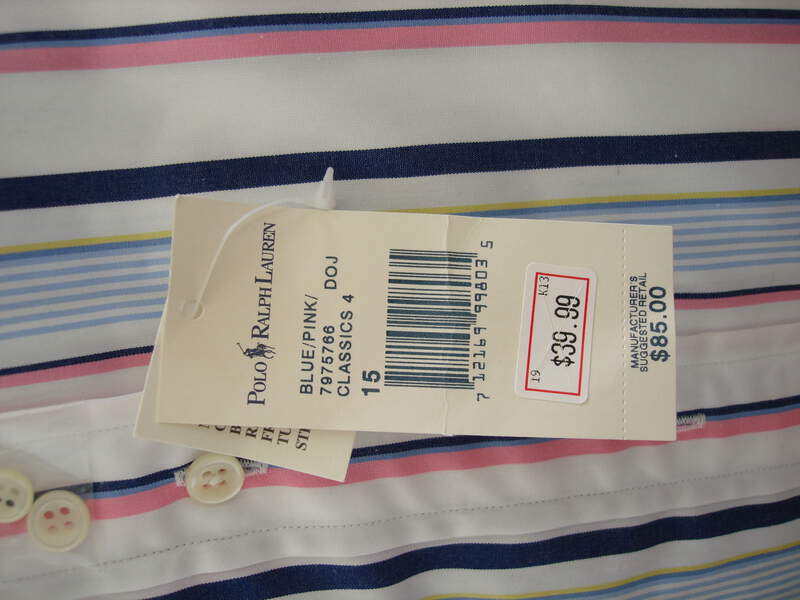 POLO RALPH LAUREN
BLUE/PINK/
7975766 DOJ
CLASSICS 4
15
7 12169 99803 5
K13
$39.99
19
MANUFACTURER'S
SUGGESTED RETAIL
$85.00